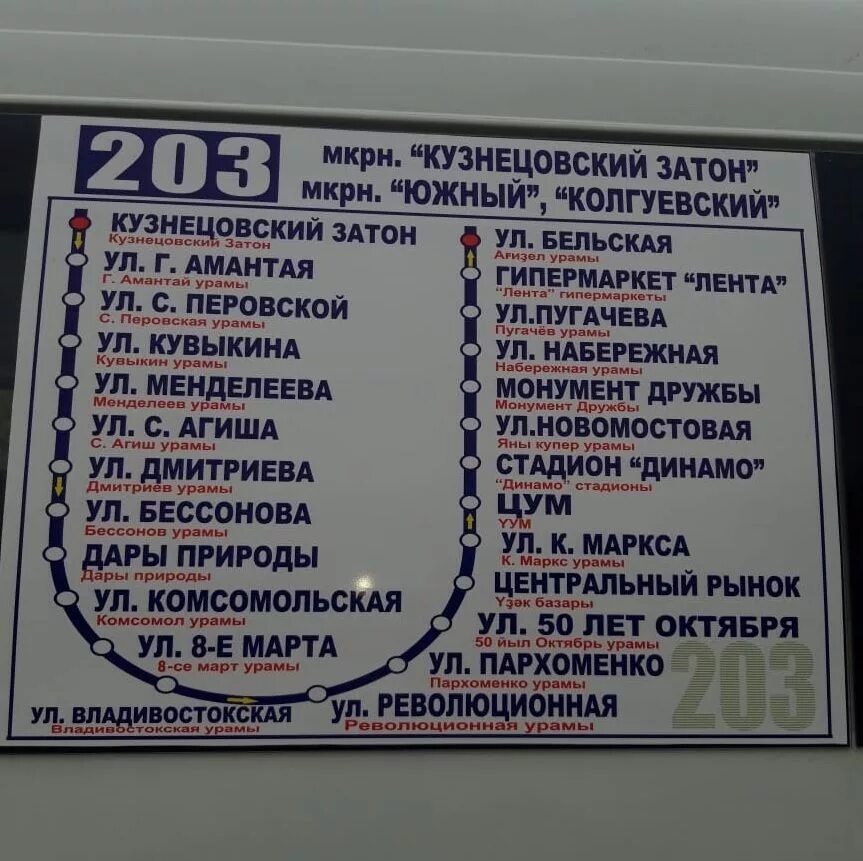 203
мкрн. "КУЗНЕЦОВСКИЙ ЗАТОН"
мкрн. "ЮЖНЫЙ", "КОЛГУЕВСКИЙ"
КУЗНЕЦОВСКИЙ ЗАТОН
Кузнецовский Затон
УЛ. Г. АМАНТАЯ
Г. Амантай урамы
УЛ. С. ПЕРОВСКОЙ
С. Перовская урамы
УЛ. КУВЫКИНА
Кувыкин урамы
УЛ. МЕНДЕЛЕЕВА
Менделеев урамы
УЛ. С. АГИША
С. Агиш урамы
УЛ. ДМИТРИЕВА
Дмитриев урамы
УЛ. БЕССОНОВА
Бессонов урамы
ДАРЫ ПРИРОДЫ
Дары природы
УЛ. КОМСОМОЛЬСКАЯ
Комсомол урамы
УЛ. 8-Е МАРТА
8-се март урамы
УЛ. ВЛАДИВОСТОКСКАЯ
Владивостокская урамы
УЛ. РЕВОЛЮЦИОННАЯ
Революционная урамы
УЛ. ПАРХОМЕНКО
Пархоменко урамы
УЛ. 50 ЛЕТ ОКТЯБРЯ
50 йыл Октябрь урамы
ЦЕНТРАЛЬНЫЙ РЫНОК
Үҙәк базары
УЛ. К. МАРКСА
К. Маркс урамы
ЦУМ
ҮУМ
СТАДИОН "ДИНАМО"
"Динамо" стадионы
УЛ.НОВОМОСТОВАЯ
Яны купер урамы
МОНУМЕНТ ДРУЖБЫ
Монумент Дружбы
УЛ. НАБЕРЕЖНАЯ
Набережная урамы
УЛ.ПУГАЧЕВА
Пугачёв урамы
ГИПЕРМАРКЕТ "ЛЕНТА"
"Лента" гипермаркеты
УЛ. БЕЛЬСКАЯ
Ағиҙел урамы
203